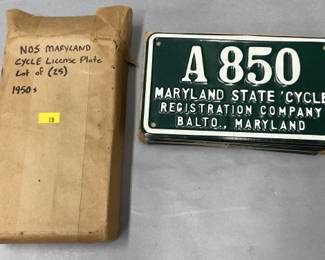 NOS MARYLAND
CYCLE License Plate
Lot of (25)
1950s
A 850
MARYLAND STATE 'CYCLE
REGISTRATION COMPANY
BALTO., MARYLAND